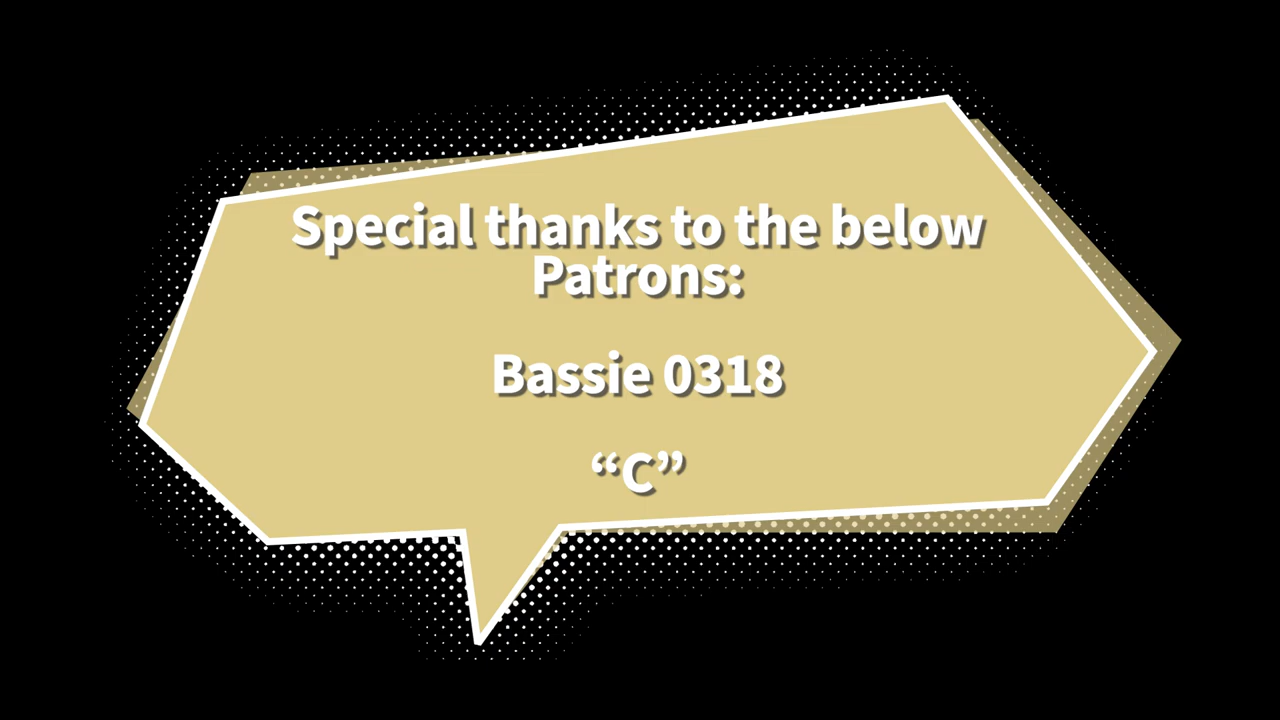 Special thanks to the below
Patrons:
Bassie 0318
“C”